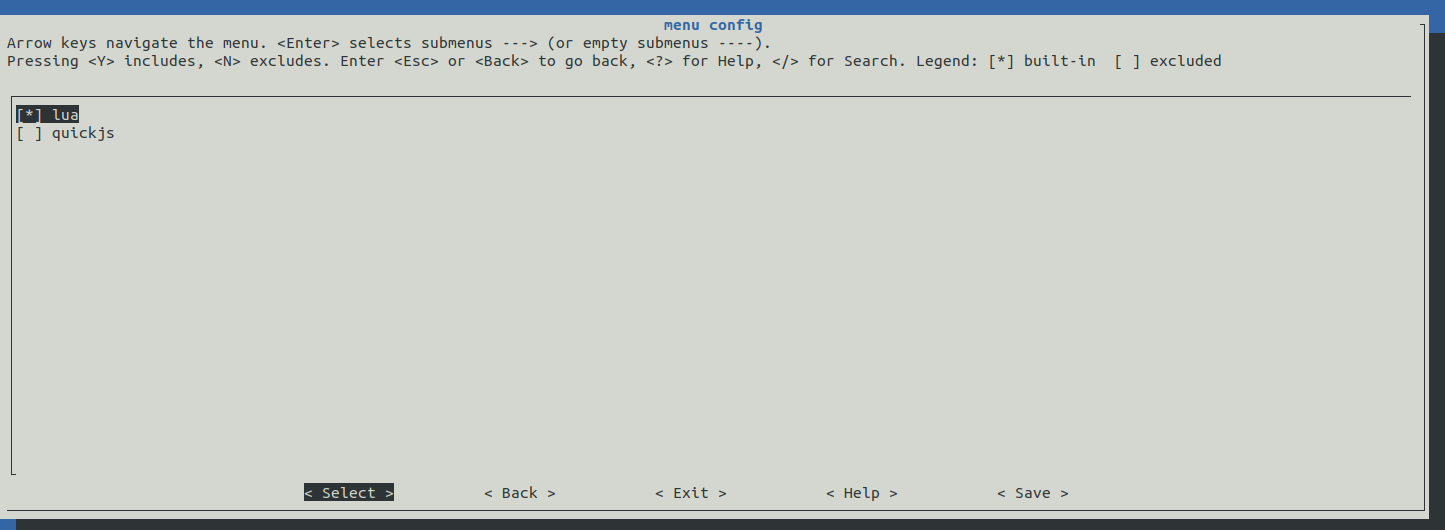 menu config
Arrow keys navigate the menu. <Enter> selects submenus ---> (or empty submenus ----).
Pressing <Y> includes, <N> excludes. Enter <Esc> or <Back> to go back, <?> for Help, </> for Search. Legend: [*] built-in  [ ] excluded
[*] lua
[ ] quickjs
< Select > < Back > < Exit > < Help > < Save >